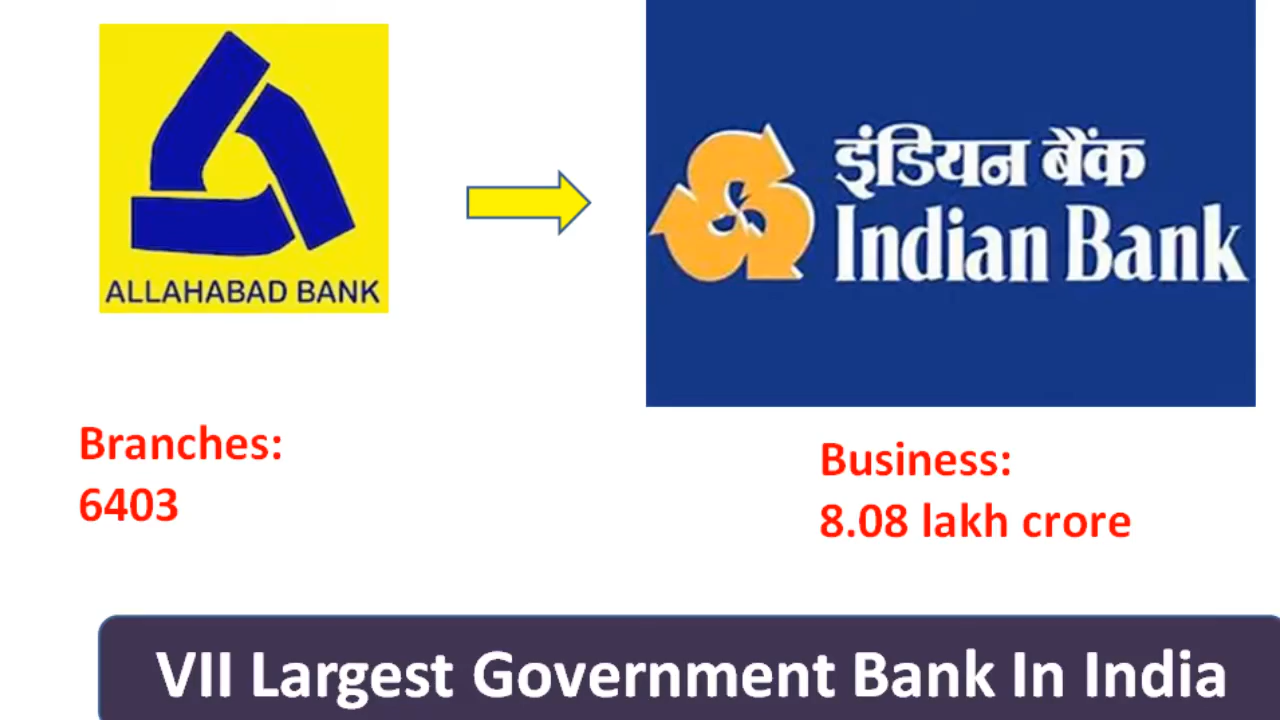 ALLAHABAD BANK
इंडियन बैंक
Indian Bank
Branches:
6403
Business:
8.08 lakh crore
VII Largest Government Bank In India